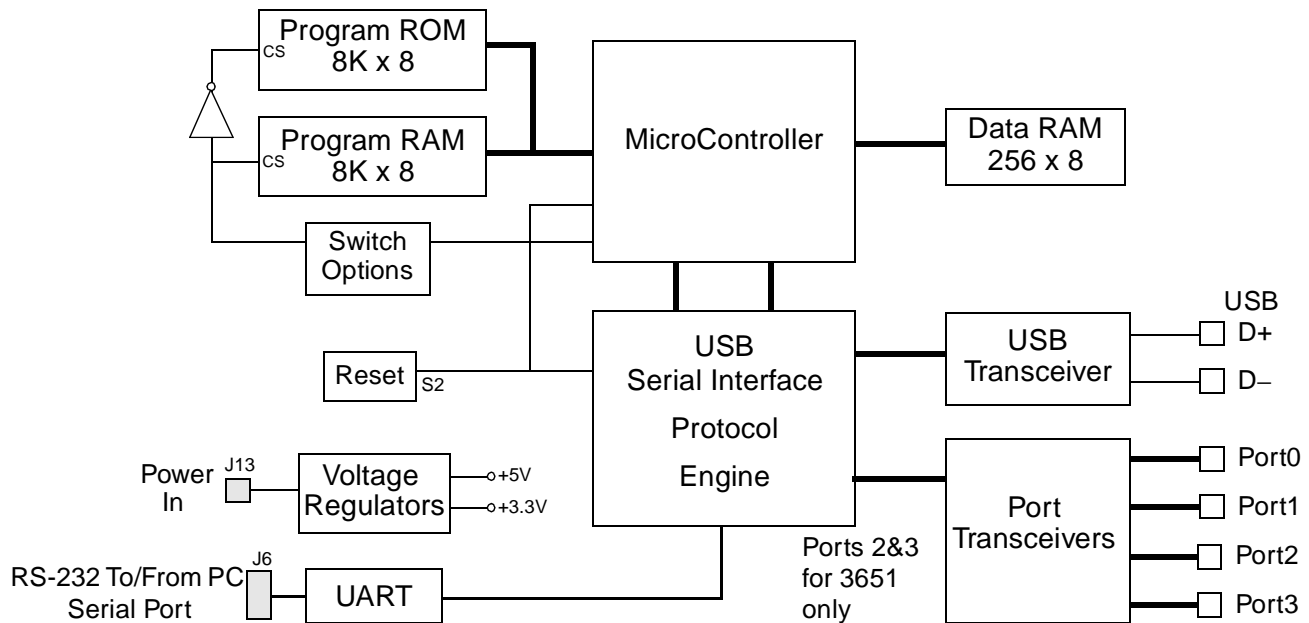 Program ROM
8K x 8
CS
Program RAM
8K x 8
CS
Switch
Options
MicroController
Data RAM
256 x 8
Reset
S2
USB
Serial Interface
Protocol
Engine
USB
Transceiver
USB
D+
D–
Power
In
J13
Voltage
Regulators
+5V
+3.3V
Port
Transceivers
Port0
Port1
Port2
Port3
Ports 2&3
for 3651
only
RS-232 To/From PC
Serial Port
J6
UART